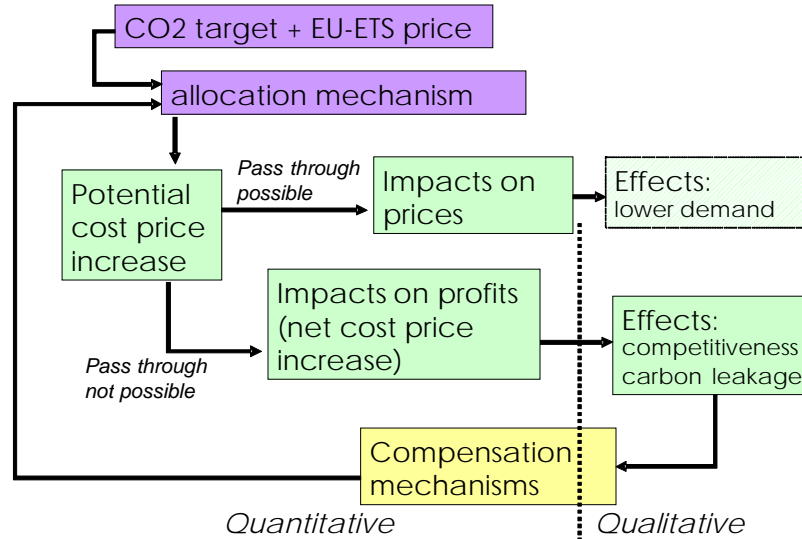 CO2 target + EU-ETS price
allocation mechanism
Pass through
possible
Potential
cost price
increase
Impacts on
prices
Effects:
lower demand
Impacts on profits
(net cost price
increase)
Effects:
competitiveness
carbon leakage
Pass through
not possible
Compensation
mechanisms
Quantitative
Qualitative